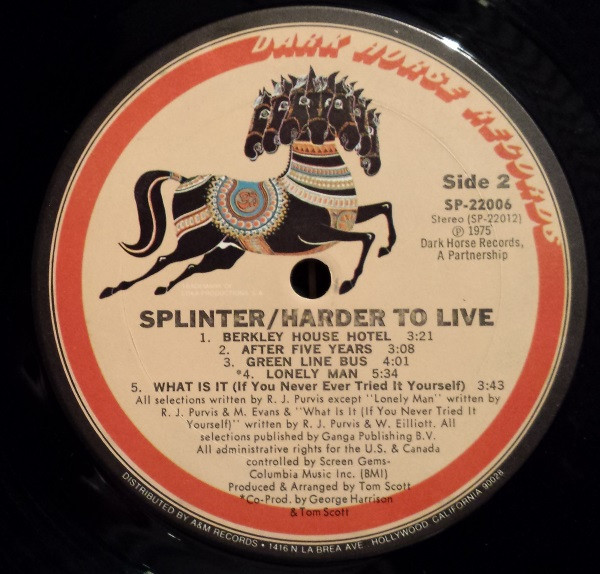 DARK HORSE RECORDS
Side 2
SP-22006
Stereo (SP-22012)
Ⓟ 1975
Dark Horse Records,
A Partnership
SPLINTER/HARDER TO LIVE
1. BERKLEY HOUSE HOTEL 3:21
2. AFTER FIVE YEARS 3:08
3. GREEN LINE BUS 4:01
*4. LONELY MAN 5:34
5. WHAT IS IT (If You Never Ever Tried It Yourself) 3:43
All selections written by R. J. Purvis except "Lonely Man" written by
R. J. Purvis & M. Evans & "What Is It (If You Never Tried It
Yourself)" written by R. J. Purvis & W. Eilliott. All
selections published by Ganga Publishing B.V.
All administrative rights for the U.S. & Canada
controlled by Screen Gems-
Columbia Music Inc. (BMI)
Produced & Arranged by Tom Scott
*Co-Prod. by George Harrison
& Tom Scott
DISTRIBUTED BY A&M RECORDS • 1416 N LA BREA AVE. HOLLYWOOD, CALIFORNIA 90028